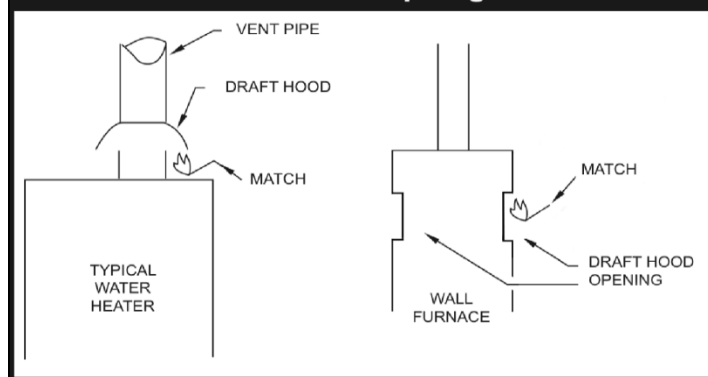 VENT PIPE
DRAFT HOOD
MATCH
TYPICAL
WATER
HEATER
MATCH
DRAFT HOOD
OPENING
WALL
FURNACE